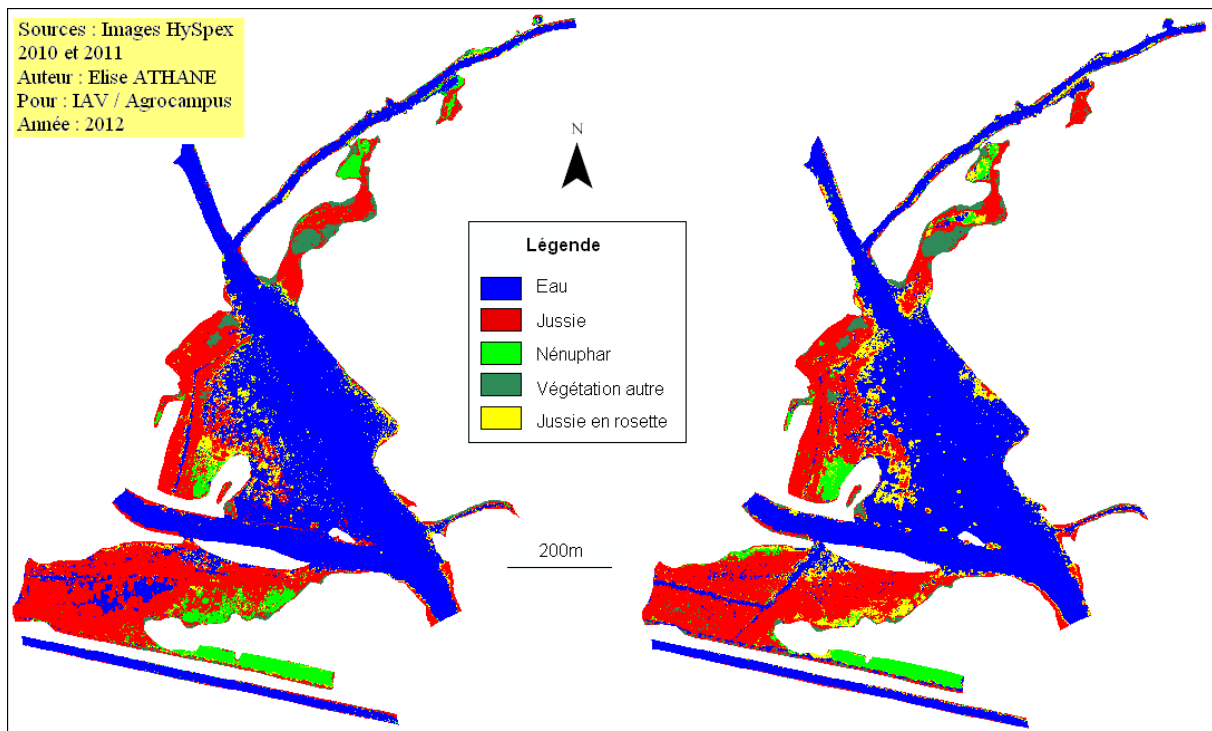 Sources : Images HySpex
2010 et 2011
Auteur : Elise ATHANE
Pour : IAV / Agrocampus
Année : 2012
N
Légende
Eau
Jussie
Nénuphar
Végétation autre
Jussie en rosette
200m